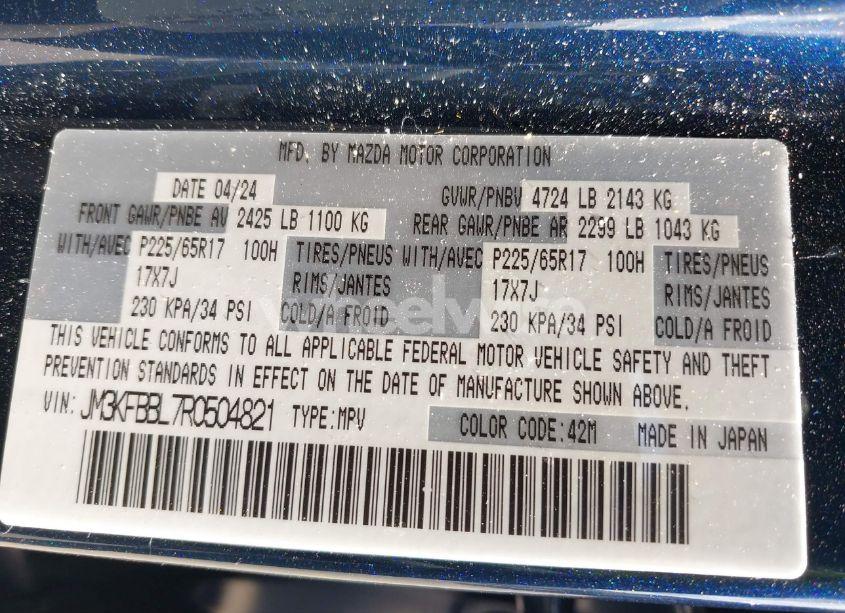 MFD. BY MAZDA MOTOR CORPORATION
DATE 04/24 GVWR/PNBV 4724 LB 2143 KG
FRONT GAWR/PNBE AV 2425 LB 1100 KG REAR GAWR/PNBE AR 2299 LB 1043 KG
WITH/AVEC P225/65R17 100H TIRES/PNEUS WITH/AVEC P225/65R17 100H TIRES/PNEUS
17X7J RIMS/JANTES 17X7J RIMS/JANTES
230 KPA/34 PSI COLD/A FROID 230 KPA/34 PSI COLD/A FROID
THIS VEHICLE CONFORMS TO ALL APPLICABLE FEDERAL MOTOR VEHICLE SAFETY AND THEFT
PREVENTION STANDARDS IN EFFECT ON THE DATE OF MANUFACTURE SHOWN ABOVE.
VIN: JM3KFBBL7R0504821 TYPE:MPV COLOR CODE:42M MADE IN JAPAN